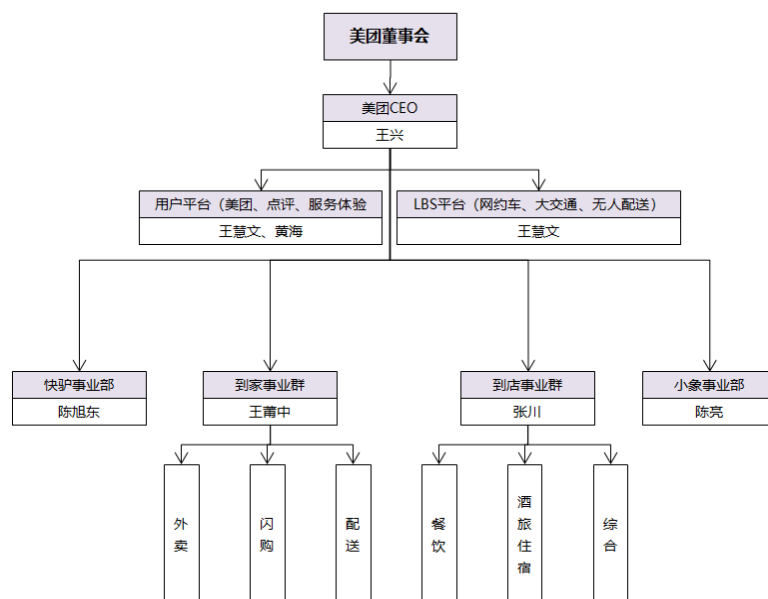 美团董事会
美团CEO
王兴
用户平台（美团、点评、服务体验
王慧文、黄海
LBS平台（网约车、大交通、无人配送）
王慧文
快驴事业部
陈旭东
到家事业群
王莆中
到店事业群
张川
小象事业部
陈亮
外卖
闪购
配送
餐饮
酒旅住宿
综合